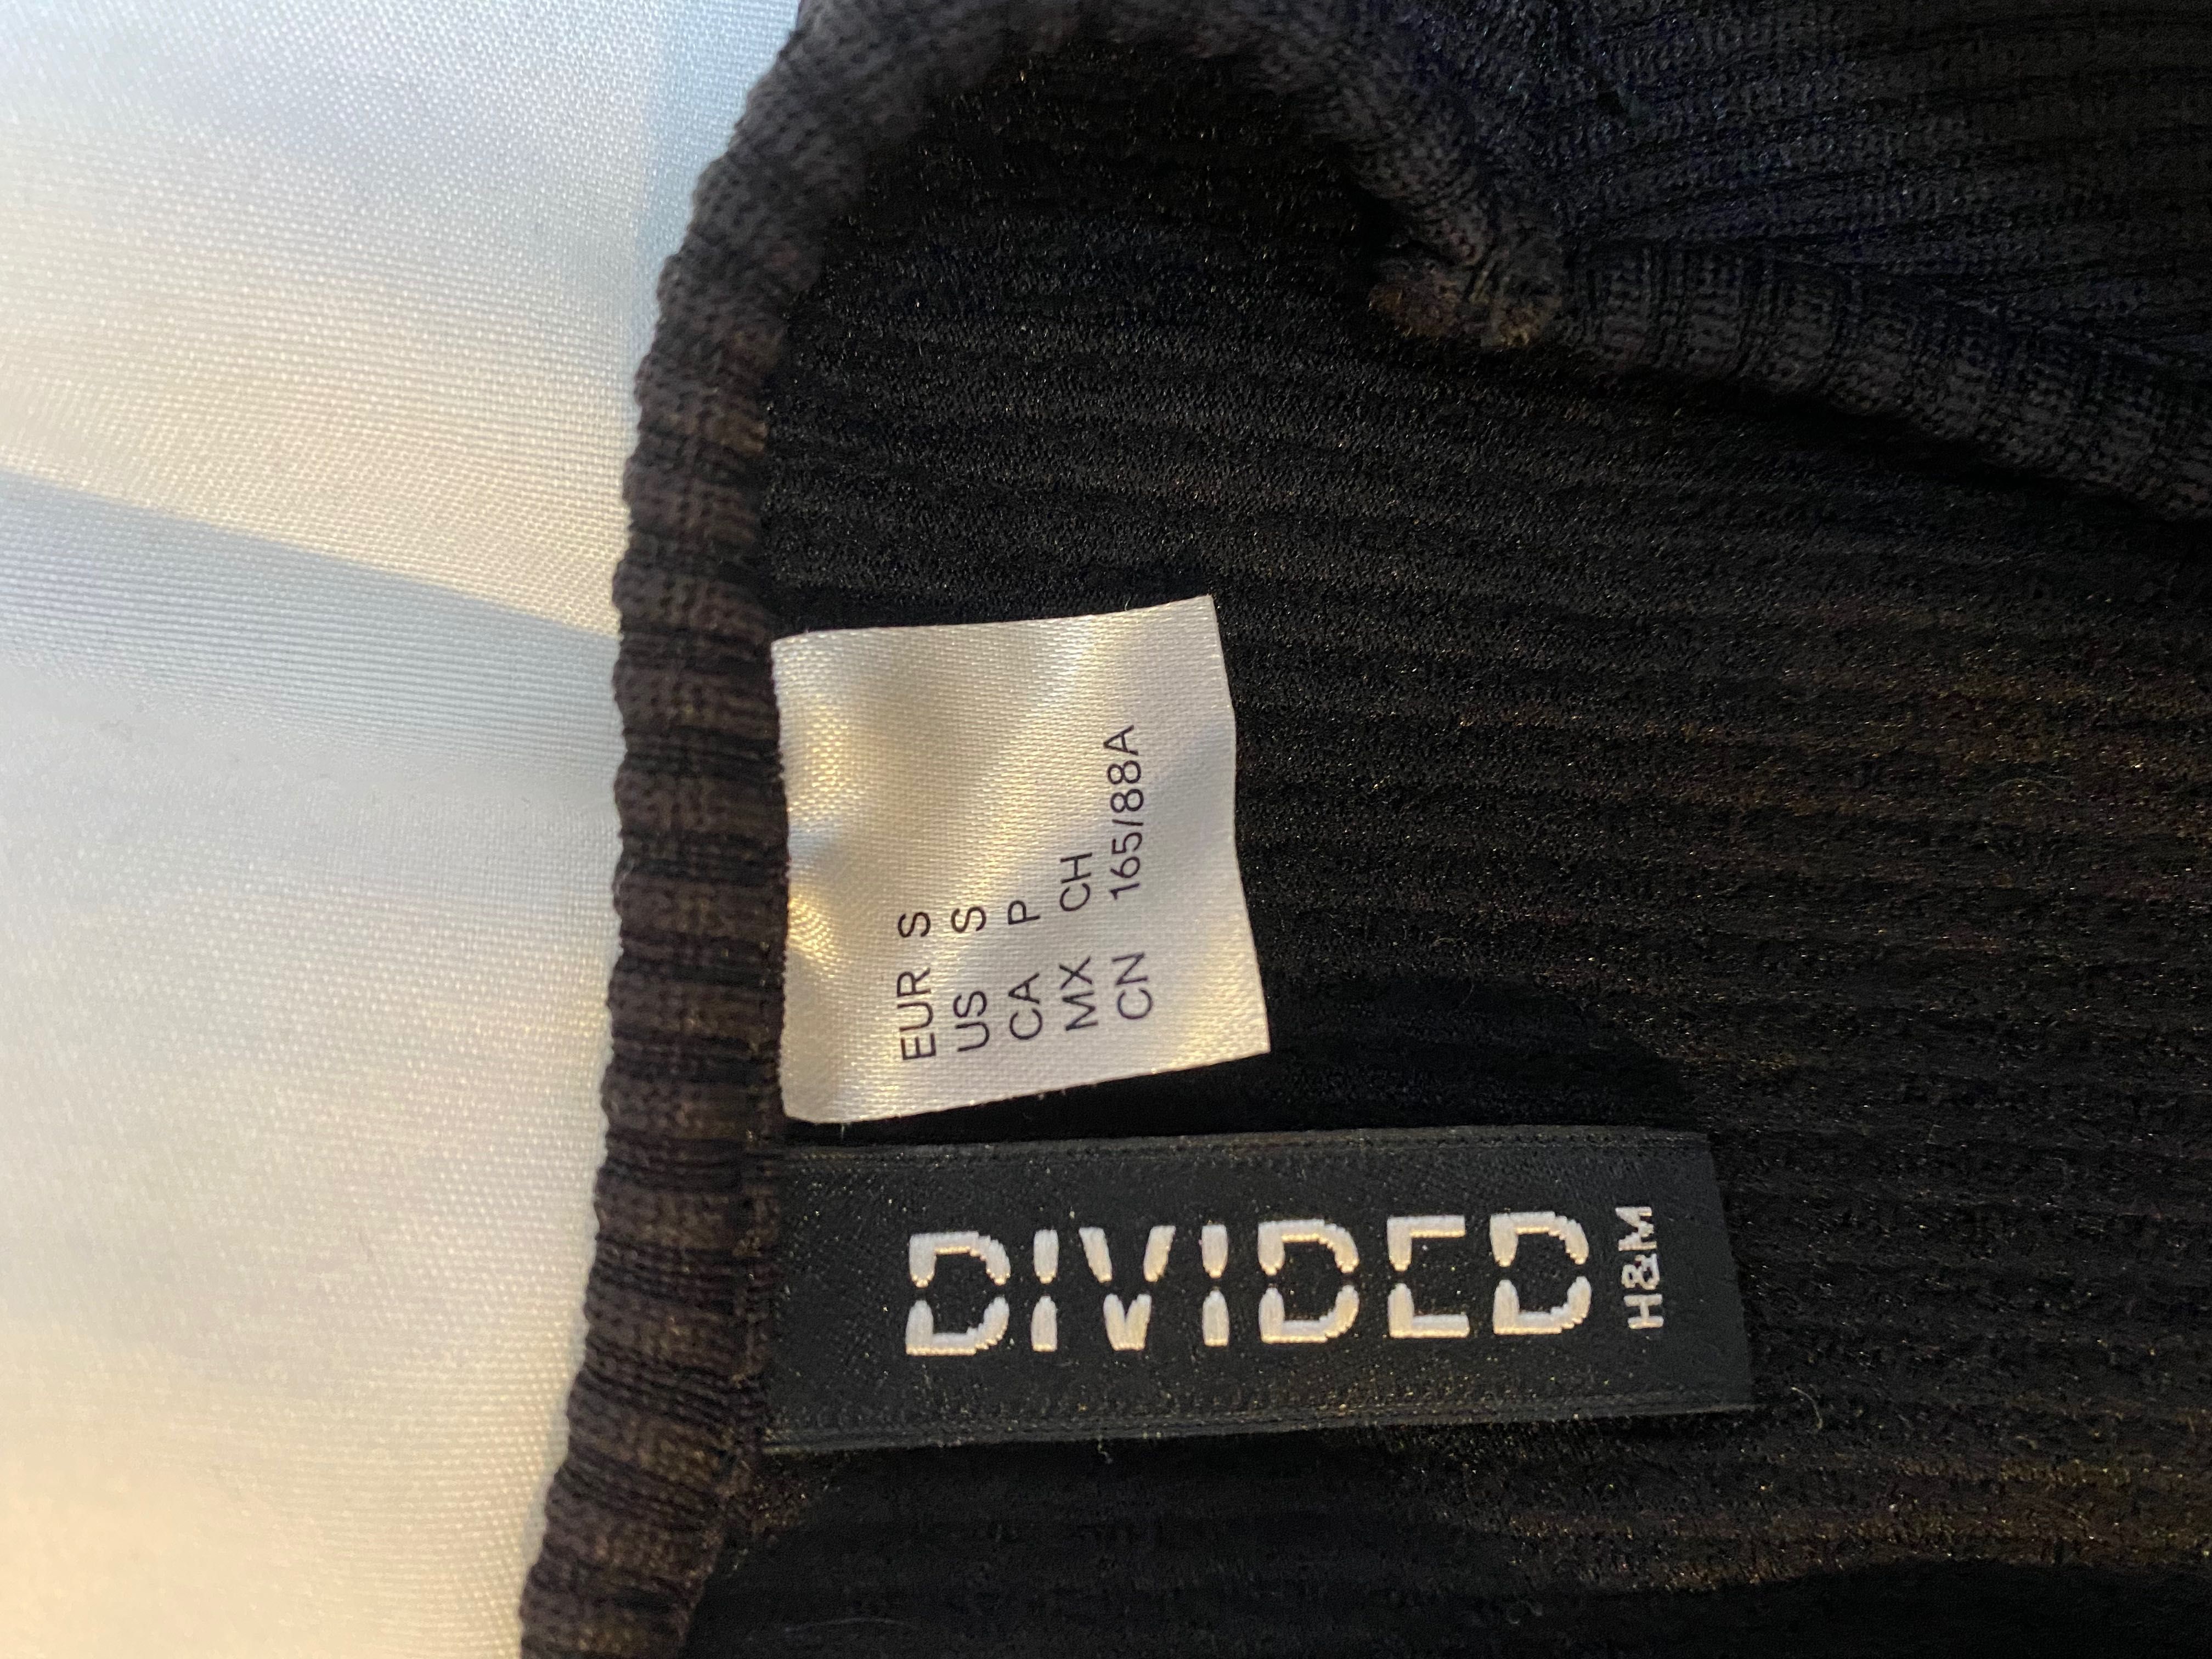 EUR S
US S
CA P
MX CH
CN 165/88A
DIVIDED
H&M